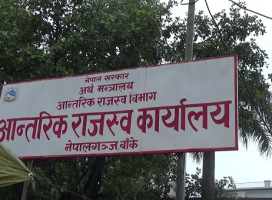 नेपाल सरकार
अर्थ मन्त्रालय
आन्तरिक राजस्व विभाग
आन्तरिक राजस्व कार्यालय
नेपालगञ्ज,बाँके